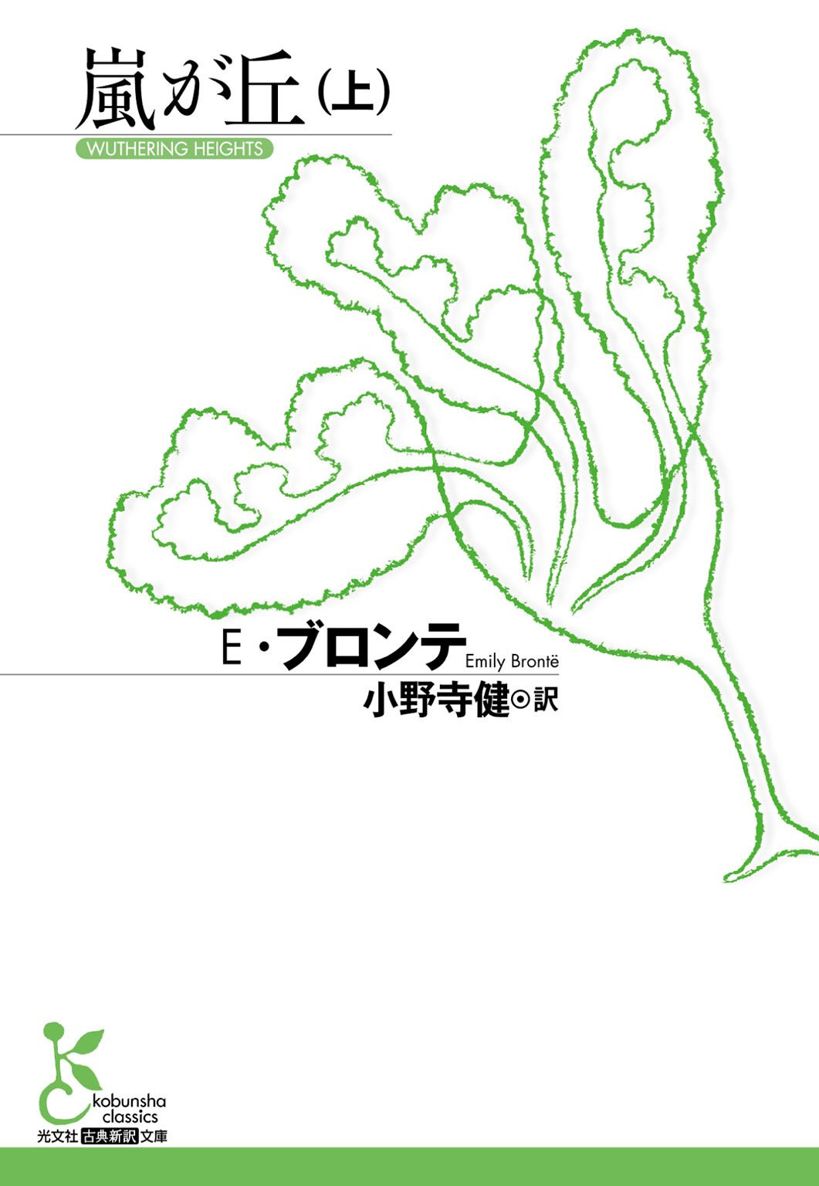 嵐が丘(上)
WUTHERING HEIGHTS
E・ブロンテ Emily Brontë
小野寺健◉訳
kobunsha
classics
光文社 古典新訳 文庫